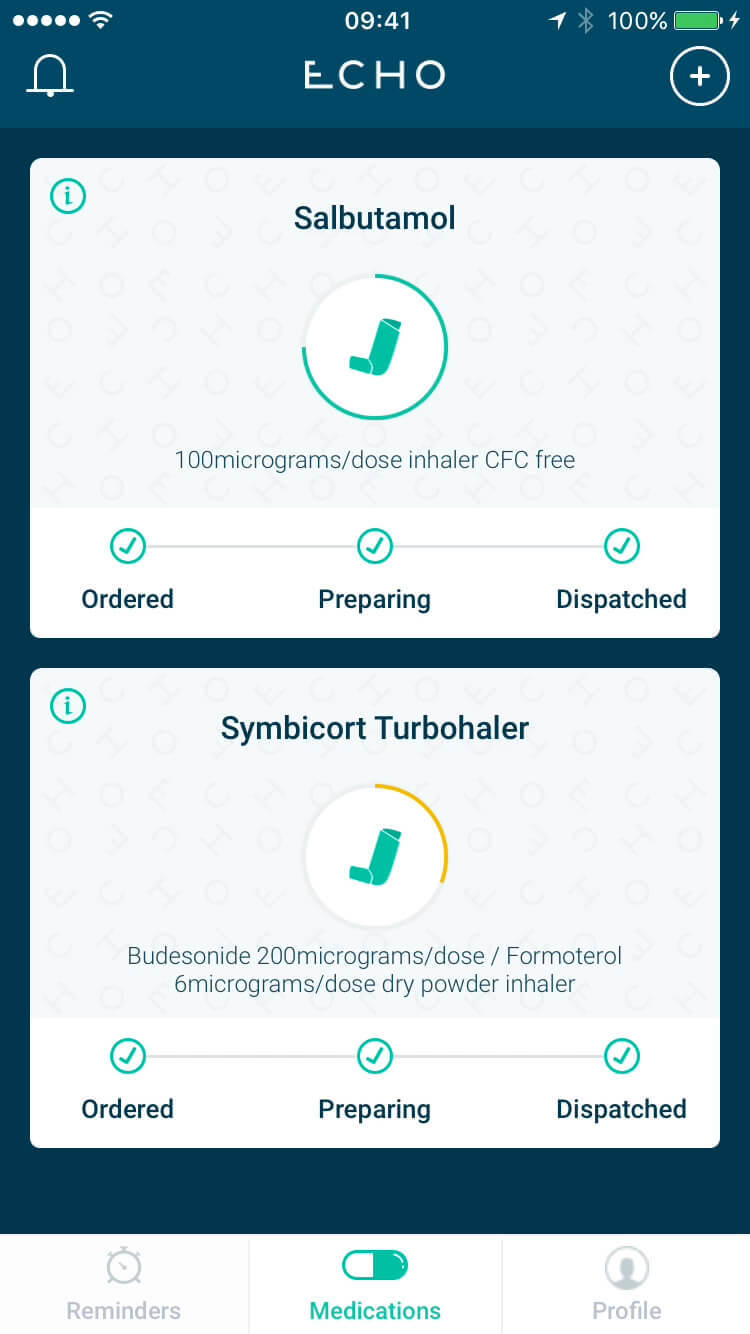 09:41
100%
ECHO
Salbutamol
100micrograms/dose inhaler CFC free
Ordered
Preparing
Dispatched
Symbicort Turbohaler
Budesonide 200micrograms/dose / Formoterol
6micrograms/dose dry powder inhaler
Ordered
Preparing
Dispatched
Reminders
Medications
Profile